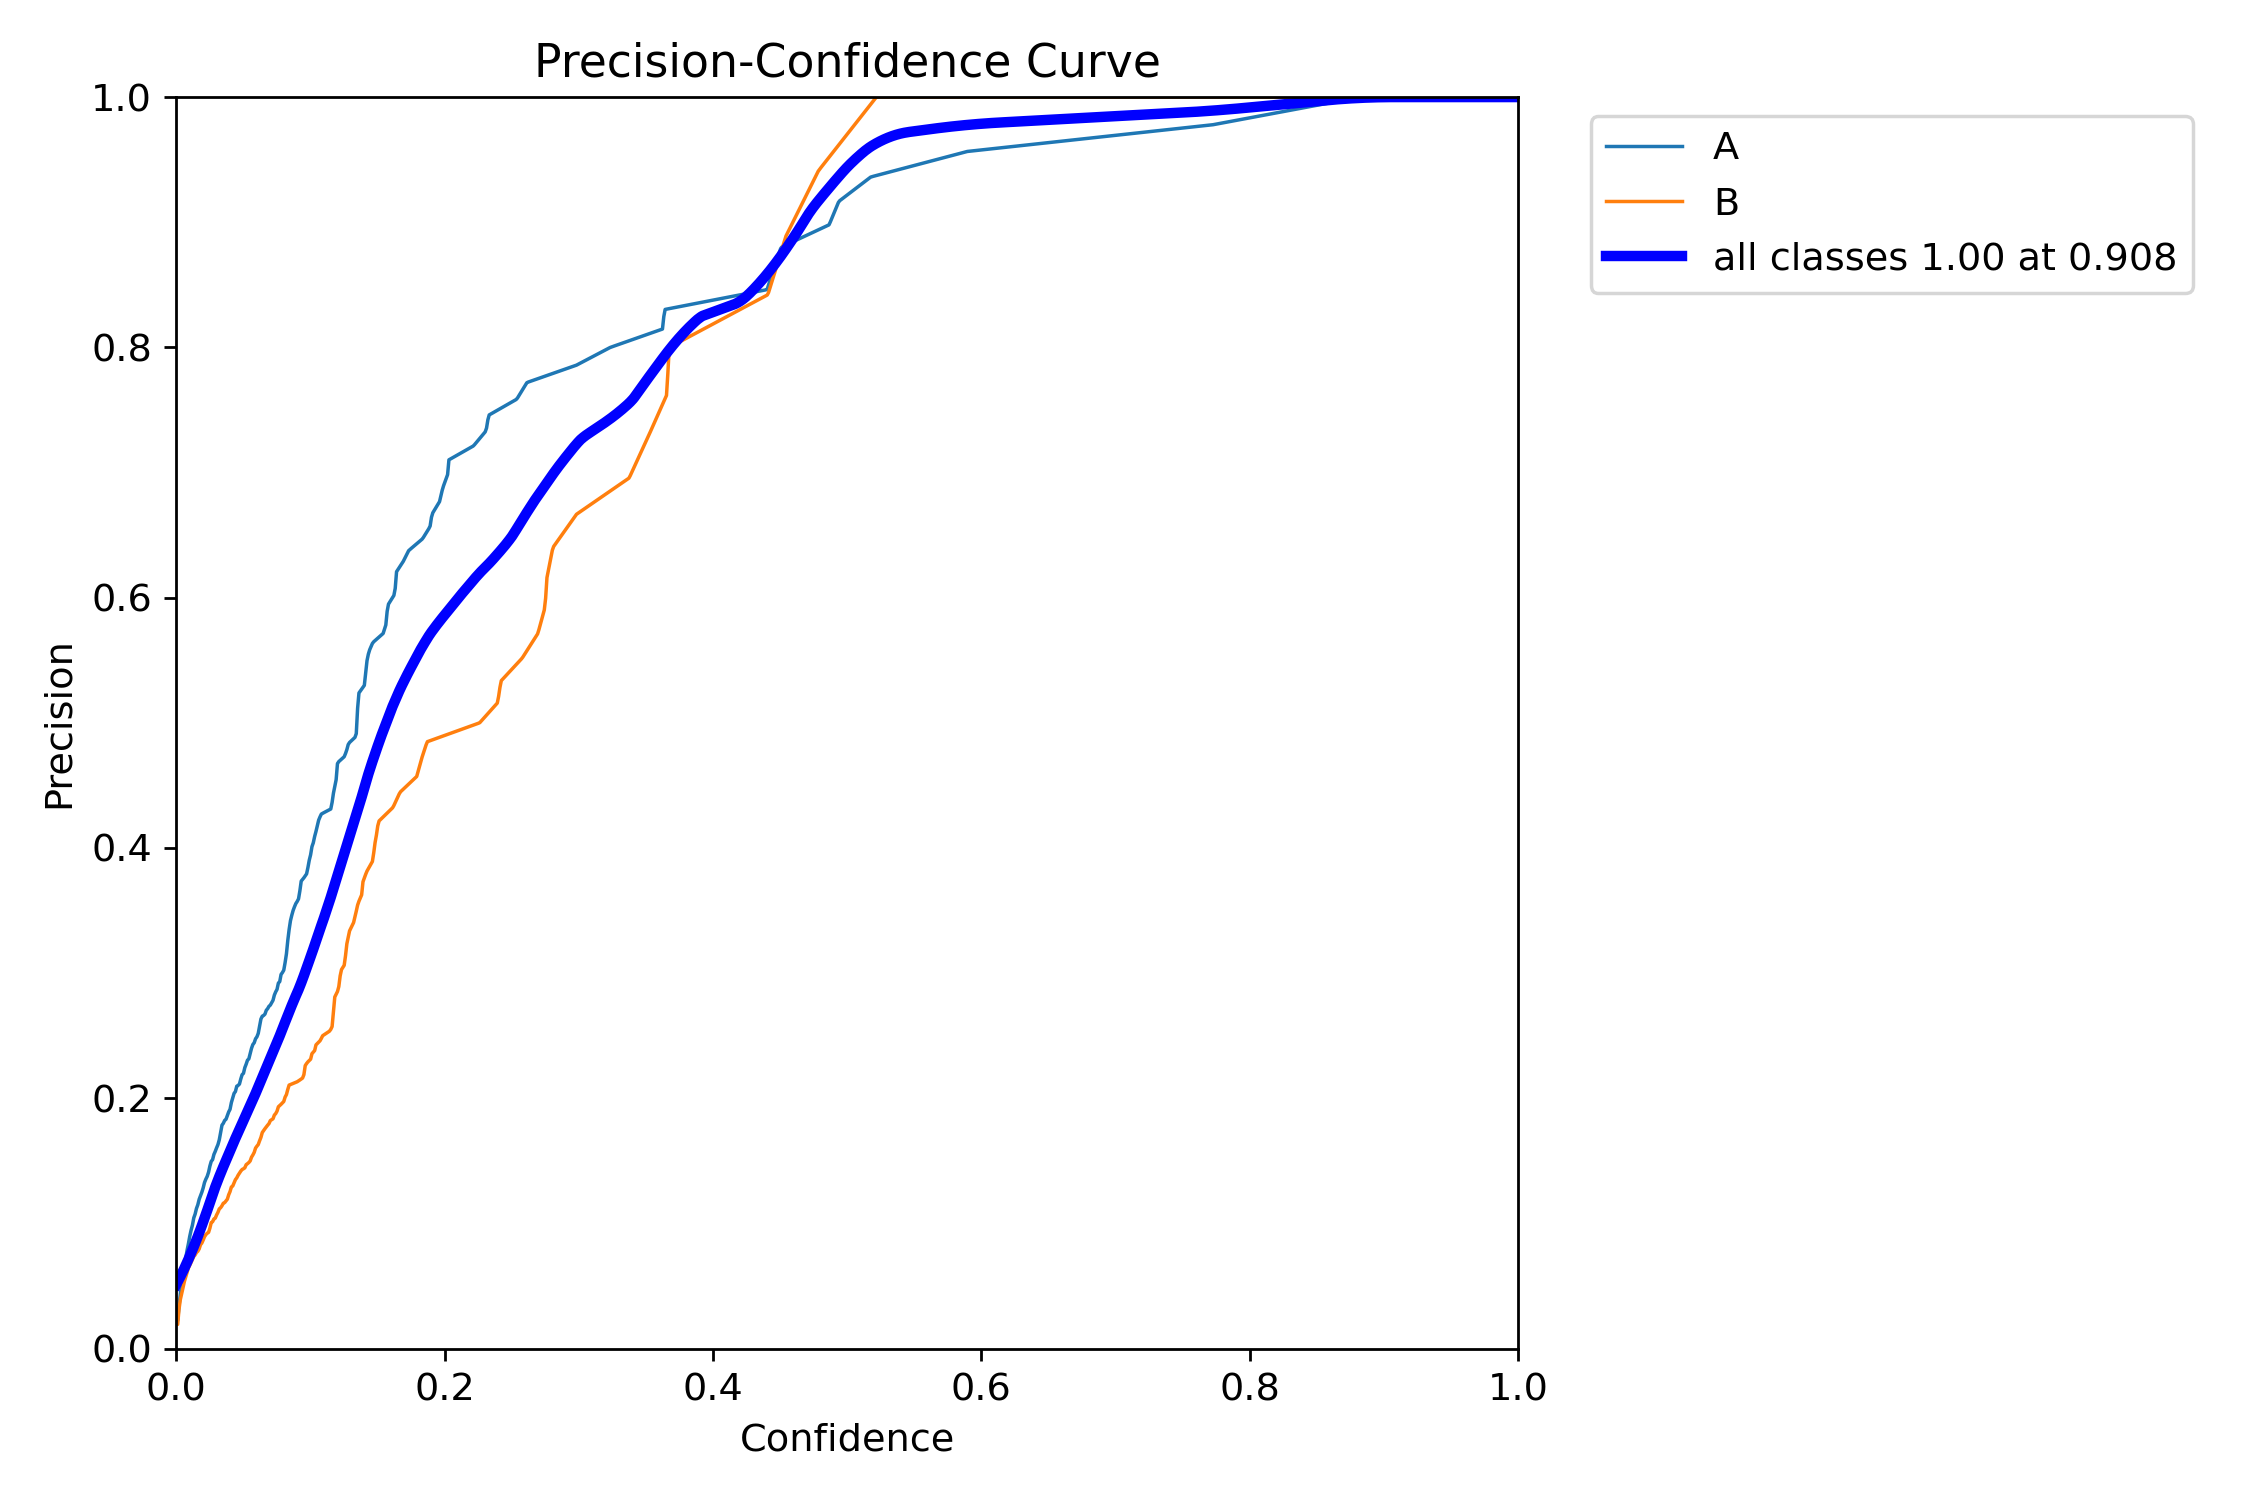 Precision-Confidence Curve
1.0
0.8
0.6
0.4
0.2
0.0
Precision
0.0 0.2 0.4 0.6 0.8 1.0
Confidence
A
B
all classes 1.00 at 0.908